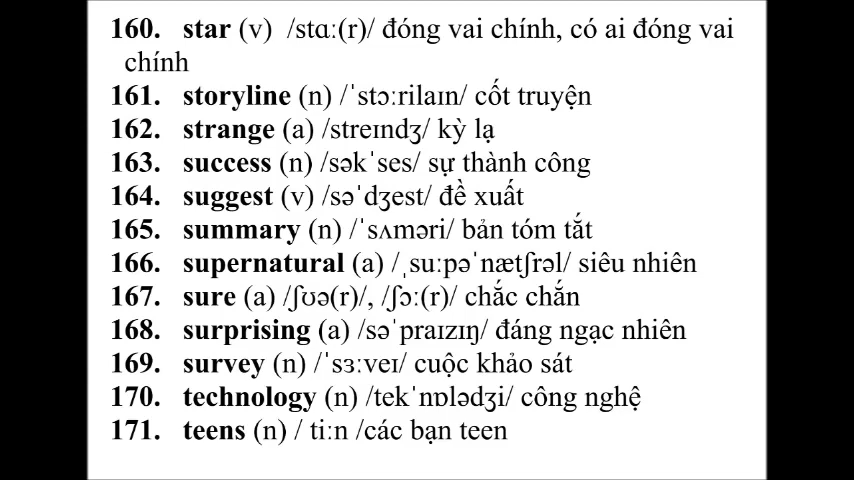 160. star (v) /stɑː(r)/ đóng vai chính, có ai đóng vai
chính
161. storyline (n) /ˈstɔːrilaɪn/ cốt truyện
162. strange (a) /streɪndʒ/ kỳ lạ
163. success (n) /səkˈses/ sự thành công
164. suggest (v) /səˈdʒest/ đề xuất
165. summary (n) /ˈsʌməri/ bản tóm tắt
166. supernatural (a) /ˌsuːpəˈnætʃrəl/ siêu nhiên
167. sure (a) /ʃʊə(r)/, /ʃɔː(r)/ chắc chắn
168. surprising (a) /səˈpraɪzɪŋ/ đáng ngạc nhiên
169. survey (n) /ˈsɜːveɪ/ cuộc khảo sát
170. technology (n) /tekˈnɒlədʒi/ công nghệ
171. teens (n) / tiːn /các bạn teen